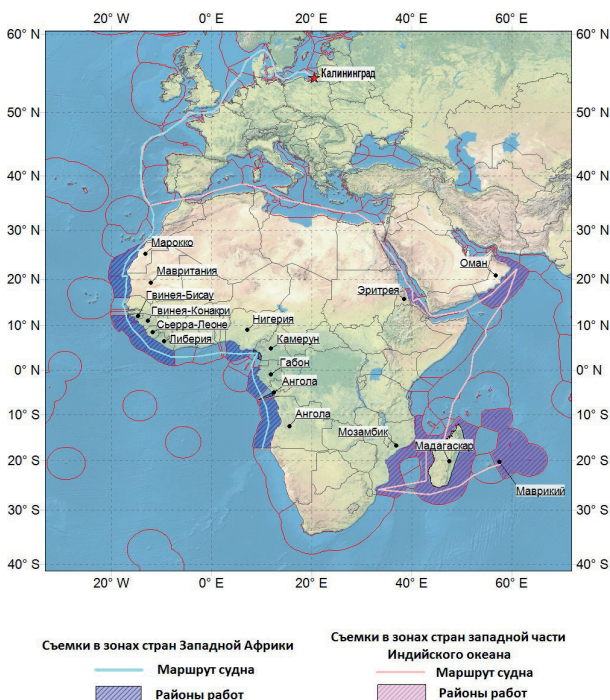 20° W 0° E 20° E 40° E 60° E
60° N 60° N
Калининград
50° N 50° N
40° N 40° N
30° N 30° N
Марокко
Оман
20° N 20° N
Мавритания
Эритрея
Гвинея-Бисау
Гвинея-Конакри
10° N 10° N
Сьерра-Леоне
Нигерия
Либерия
Камерун
Габон
0° N 0° N
Ангола
10° S 10° S
Ангола
Мозамбик
Мадагаскар
20° S 20° S
Маврикий
30° S 30° S
40° S 40° S
20° W 0° E 20° E 40° E 60° E
Съемки в зонах стран Западной Африки
Маршрут судна
Районы работ
Съемки в зонах стран западной части
Индийского океана
Маршрут судна
Районы работ